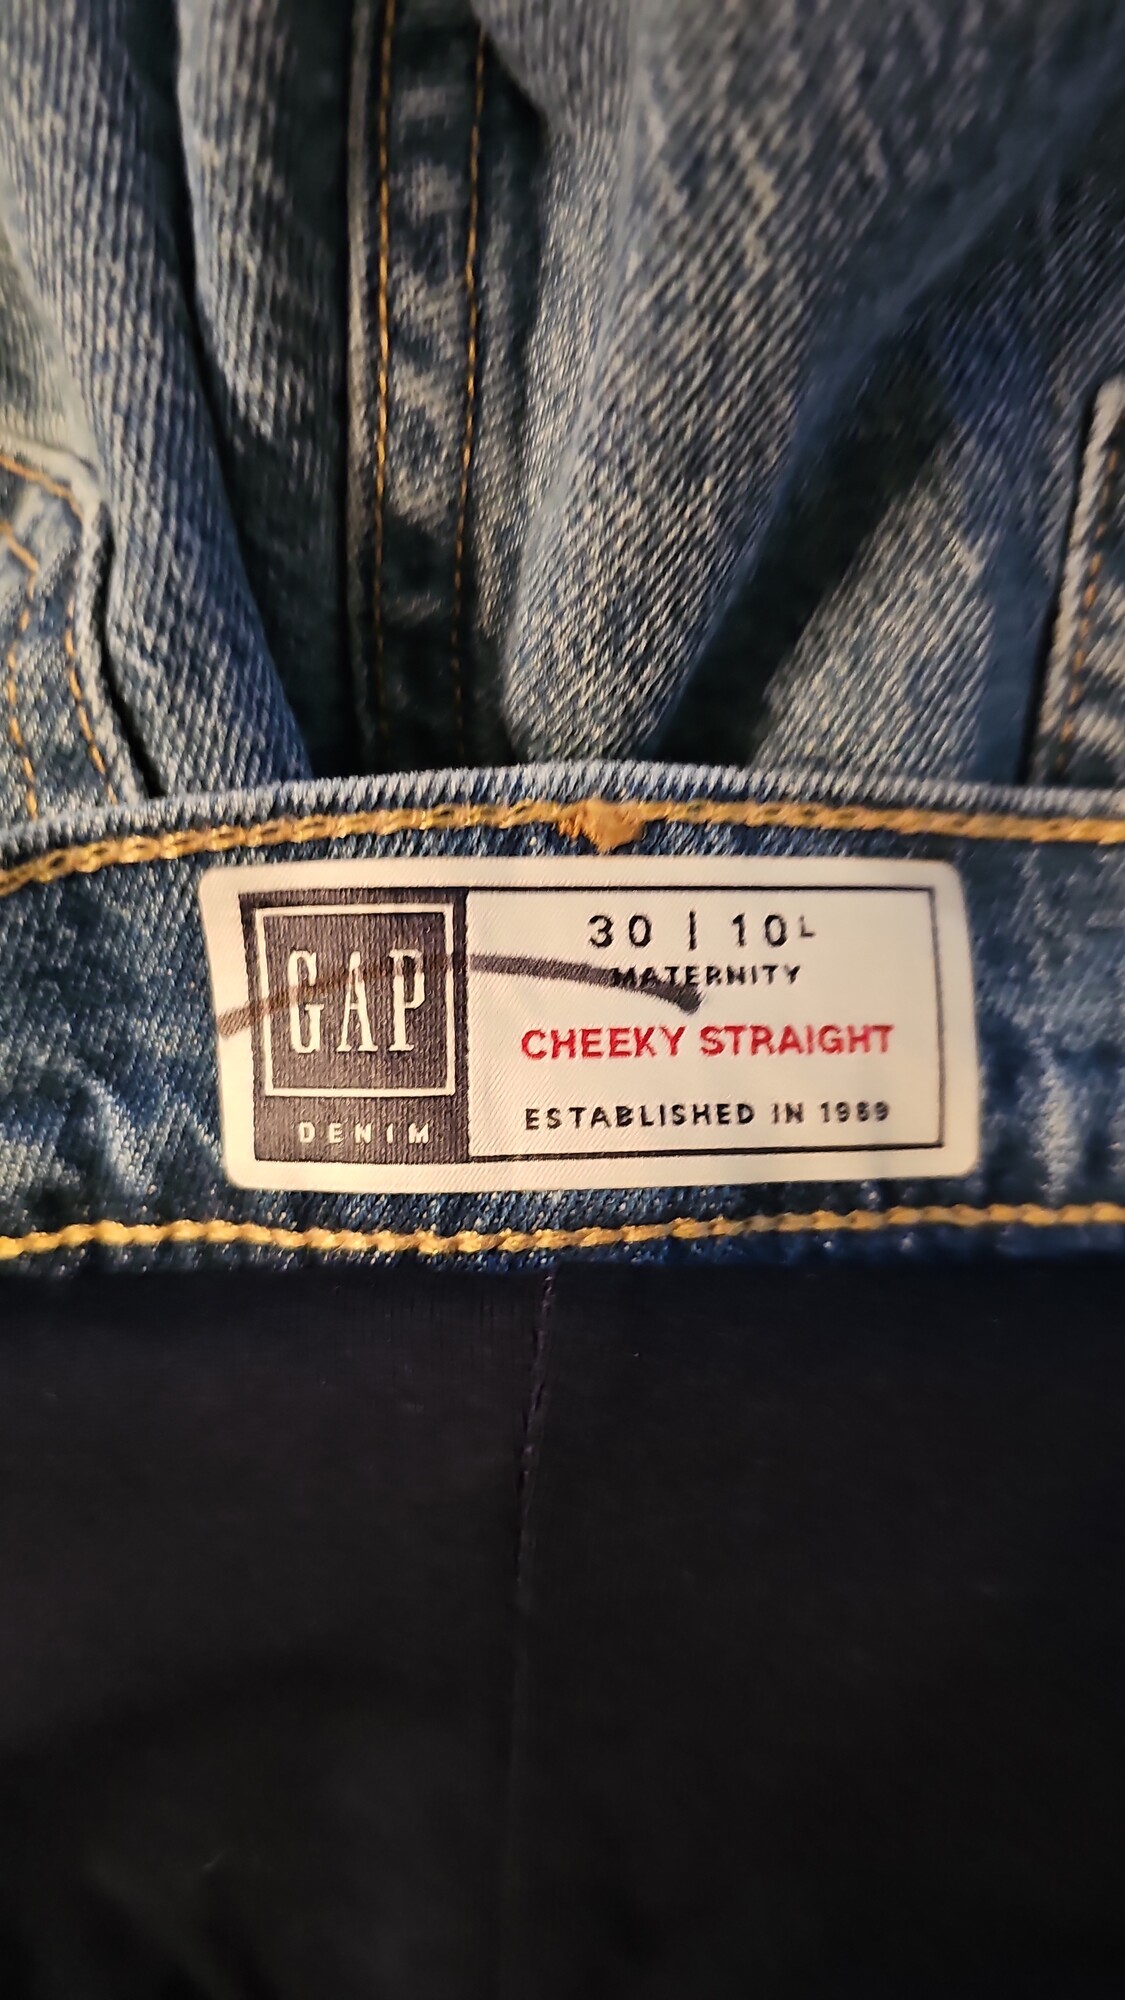 GAP
DENIM
30 | 10L
MATERNITY
CHEEKY STRAIGHT
ESTABLISHED IN 1969